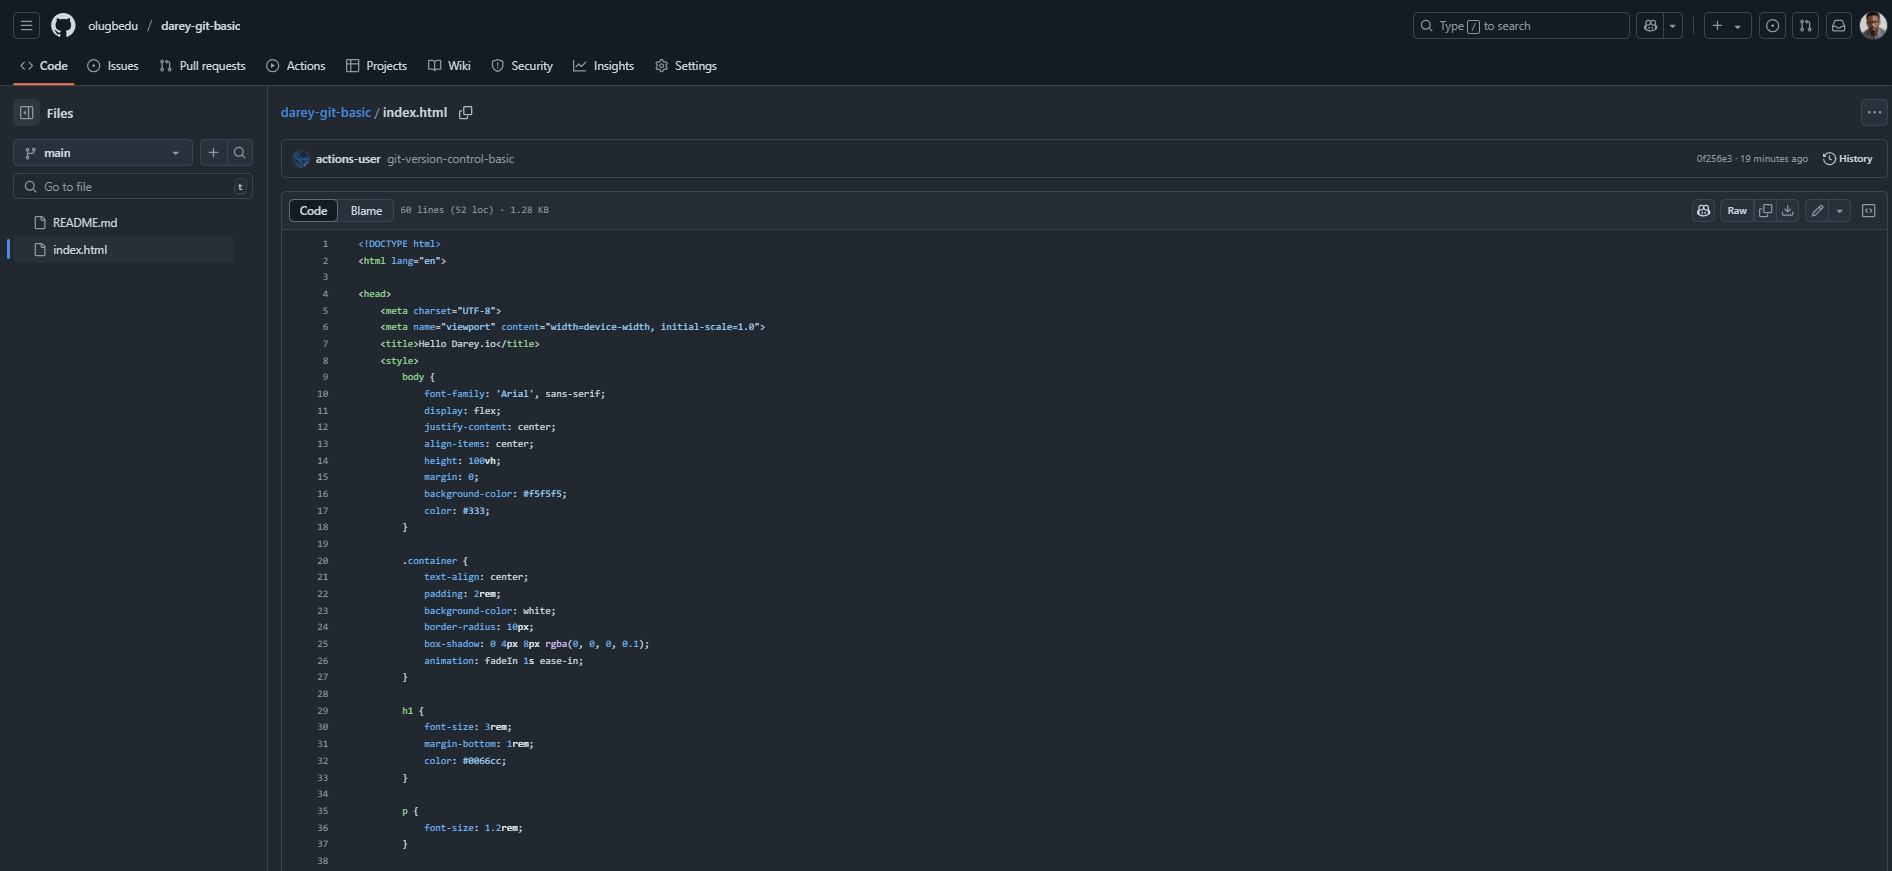 olugbedu / darey-git-basic
Type / to search
Code Issues Pull requests Actions Projects Wiki Security Insights Settings
Files
main
Go to file t
README.md
index.html
darey-git-basic / index.html
actions-user git-version-control-basic
0f256e3 · 19 minutes ago History
Code Blame 60 lines (52 loc) · 1.28 KB
Raw
1 <!DOCTYPE html>
2 <html lang="en">
3
4 <head>
5 <meta charset="UTF-8">
6 <meta name="viewport" content="width=device-width, initial-scale=1.0">
7 <title>Hello Darey.io</title>
8 <style>
9 body {
10 font-family: 'Arial', sans-serif;
11 display: flex;
12 justify-content: center;
13 align-items: center;
14 height: 100vh;
15 margin: 0;
16 background-color: #f5f5f5;
17 color: #333;
18 }
19
20 .container {
21 text-align: center;
22 padding: 2rem;
23 background-color: white;
24 border-radius: 10px;
25 box-shadow: 0 4px 8px rgba(0, 0, 0, 0.1);
26 animation: fadeIn 1s ease-in;
27 }
28
29 h1 {
30 font-size: 3rem;
31 margin-bottom: 1rem;
32 color: #0066cc;
33 }
34
35 p {
36 font-size: 1.2rem;
37 }
38